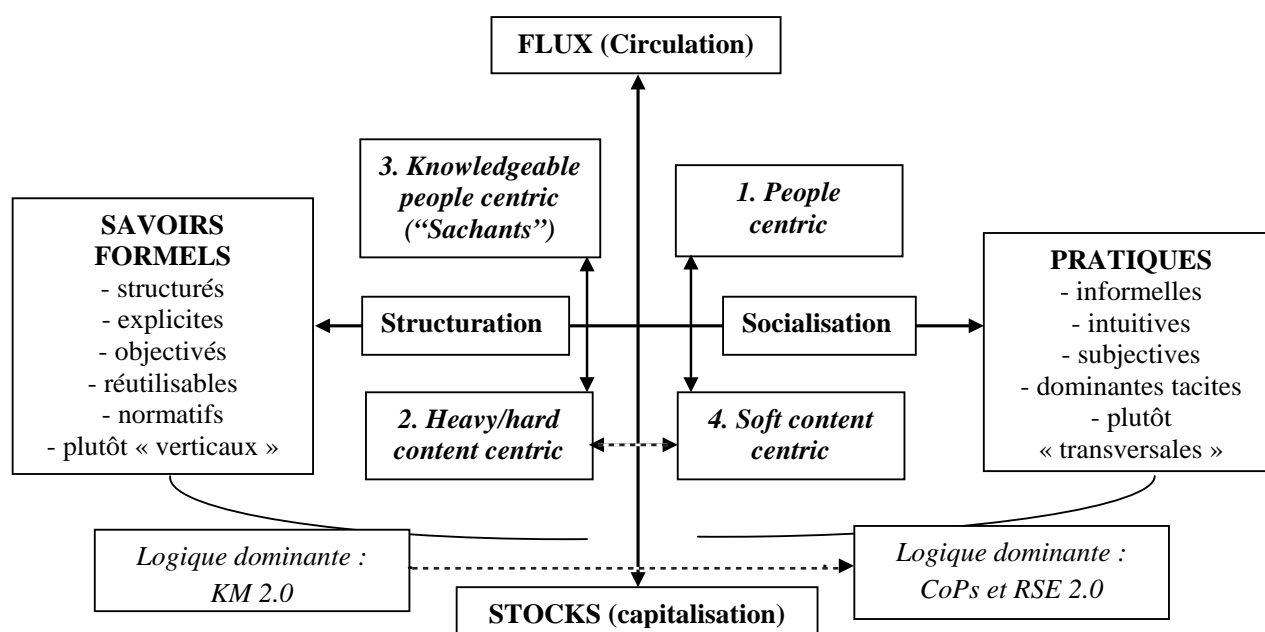 FLUX (Circulation)
3. Knowledgeable
people centric
(“Sachants”)
1. People
centric
SAVOIRS
FORMELS
- structurés
- explicites
- objectivés
- réutilisables
- normatifs
- plutôt « verticaux »
Structuration
Socialisation
PRATIQUES
- informelles
- intuitives
- subjectives
- dominantes tacites
- plutôt
« transversales »
2. Heavy/hard
content centric
4. Soft content
centric
Logique dominante :
KM 2.0
Logique dominante :
CoPs et RSE 2.0
STOCKS (capitalisation)